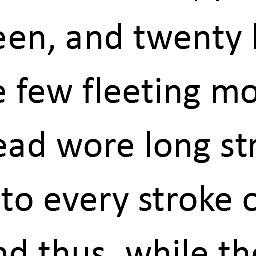 een, and twenty
few fleeting mo
ead wore long str
to every stroke
nd thus, while the